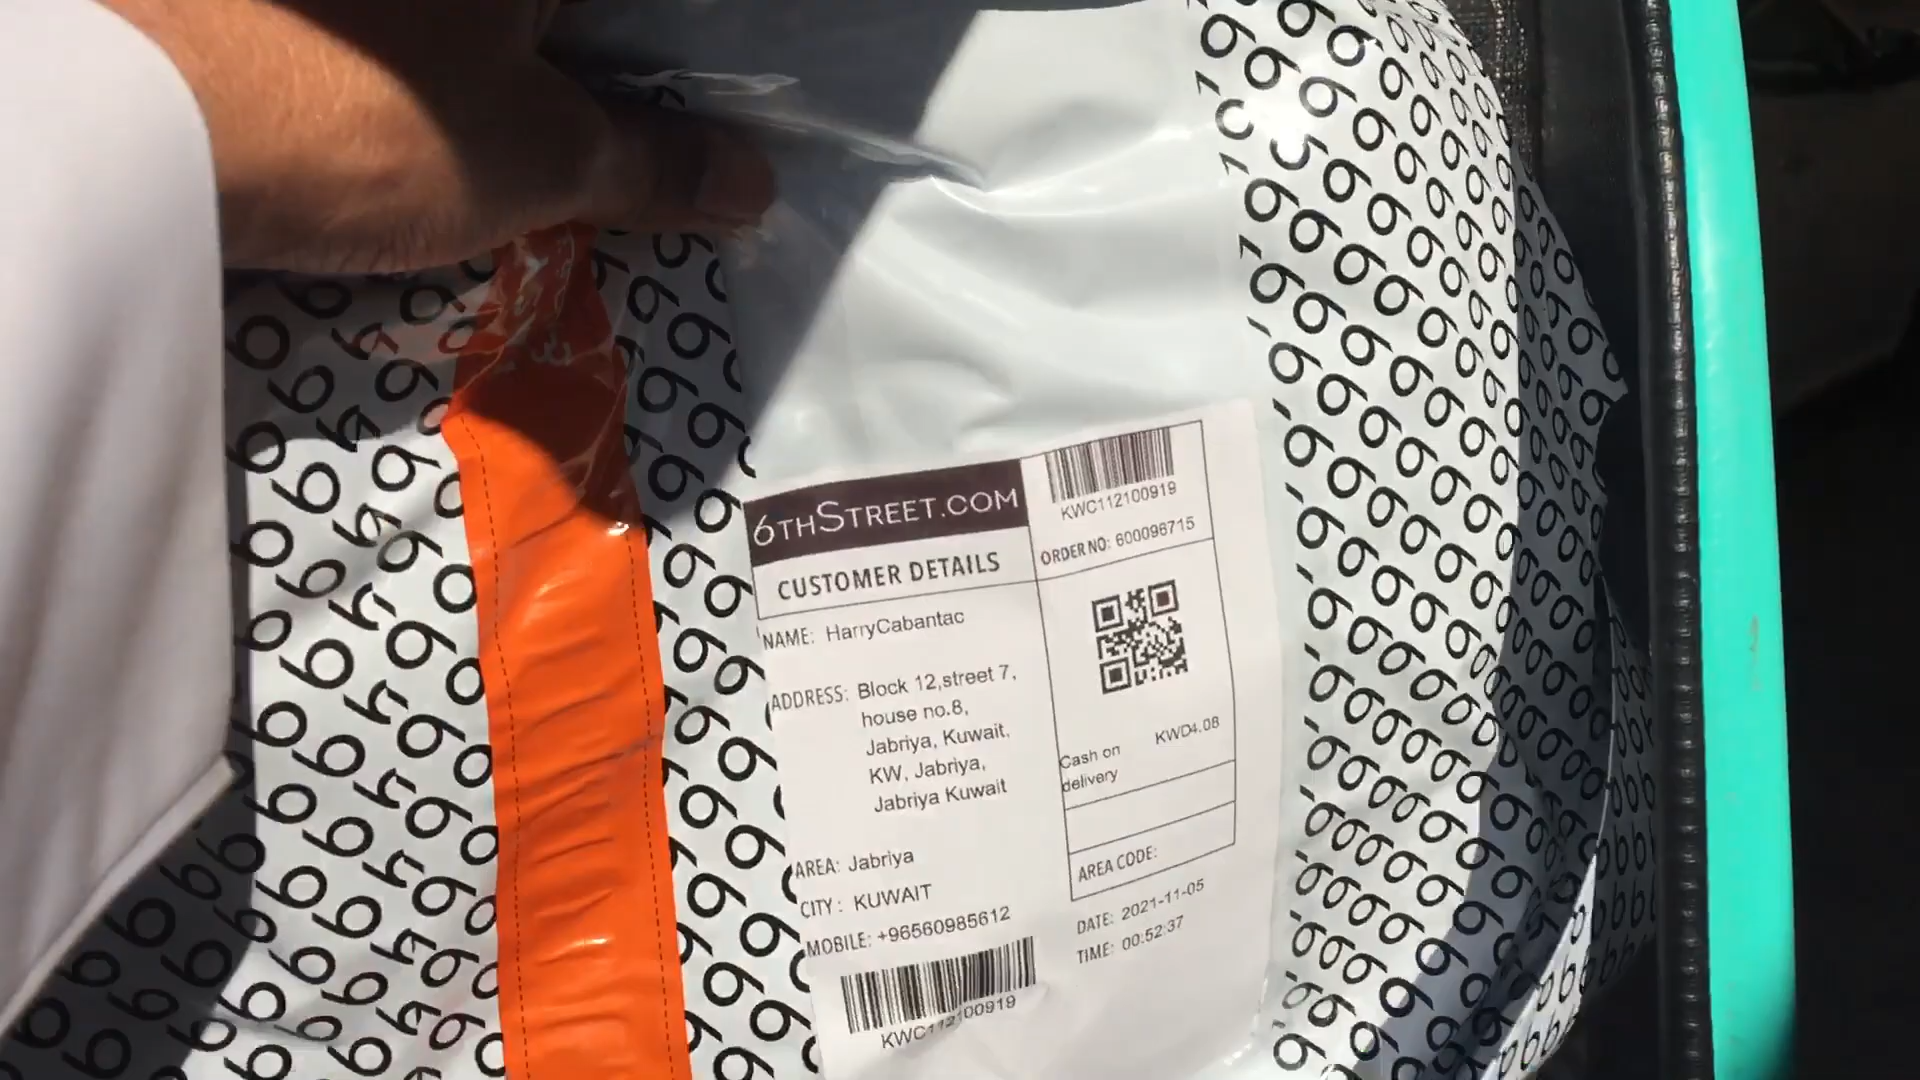 6THSTREET.COM
CUSTOMER DETAILS
KWC112100919
ORDER NO: 600096715
NAME: HarryCabantac
ADDRESS: Block 12,street 7,
house no.8,
Jabriya, Kuwait,
KW, Jabriya,
Jabriya Kuwait
Cash on
delivery
KWD4.08
AREA: Jabriya
CITY: KUWAIT
MOBILE: +96560985612
AREA CODE:
DATE: 2021-11-05
TIME: 00:52:37
KWC112100919